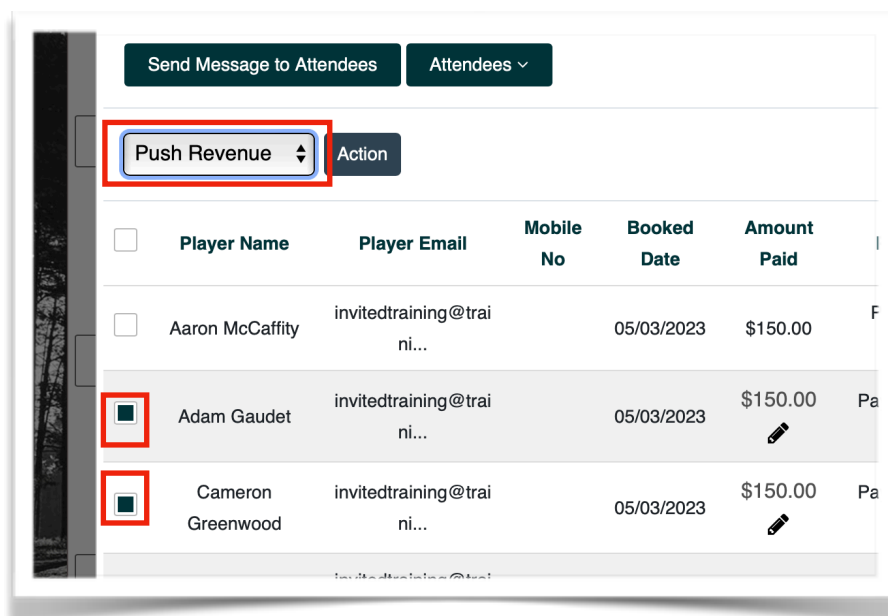 Send Message to Attendees Attendees
Push Revenue Action
Player Name Player Email Mobile No Booked Date Amount Paid
Aaron McCaffity invitedtraining@trai ni... 05/03/2023 $150.00
Adam Gaudet invitedtraining@trai ni... 05/03/2023 $150.00 Pa
Cameron Greenwood invitedtraining@trai ni... 05/03/2023 $150.00 Pa